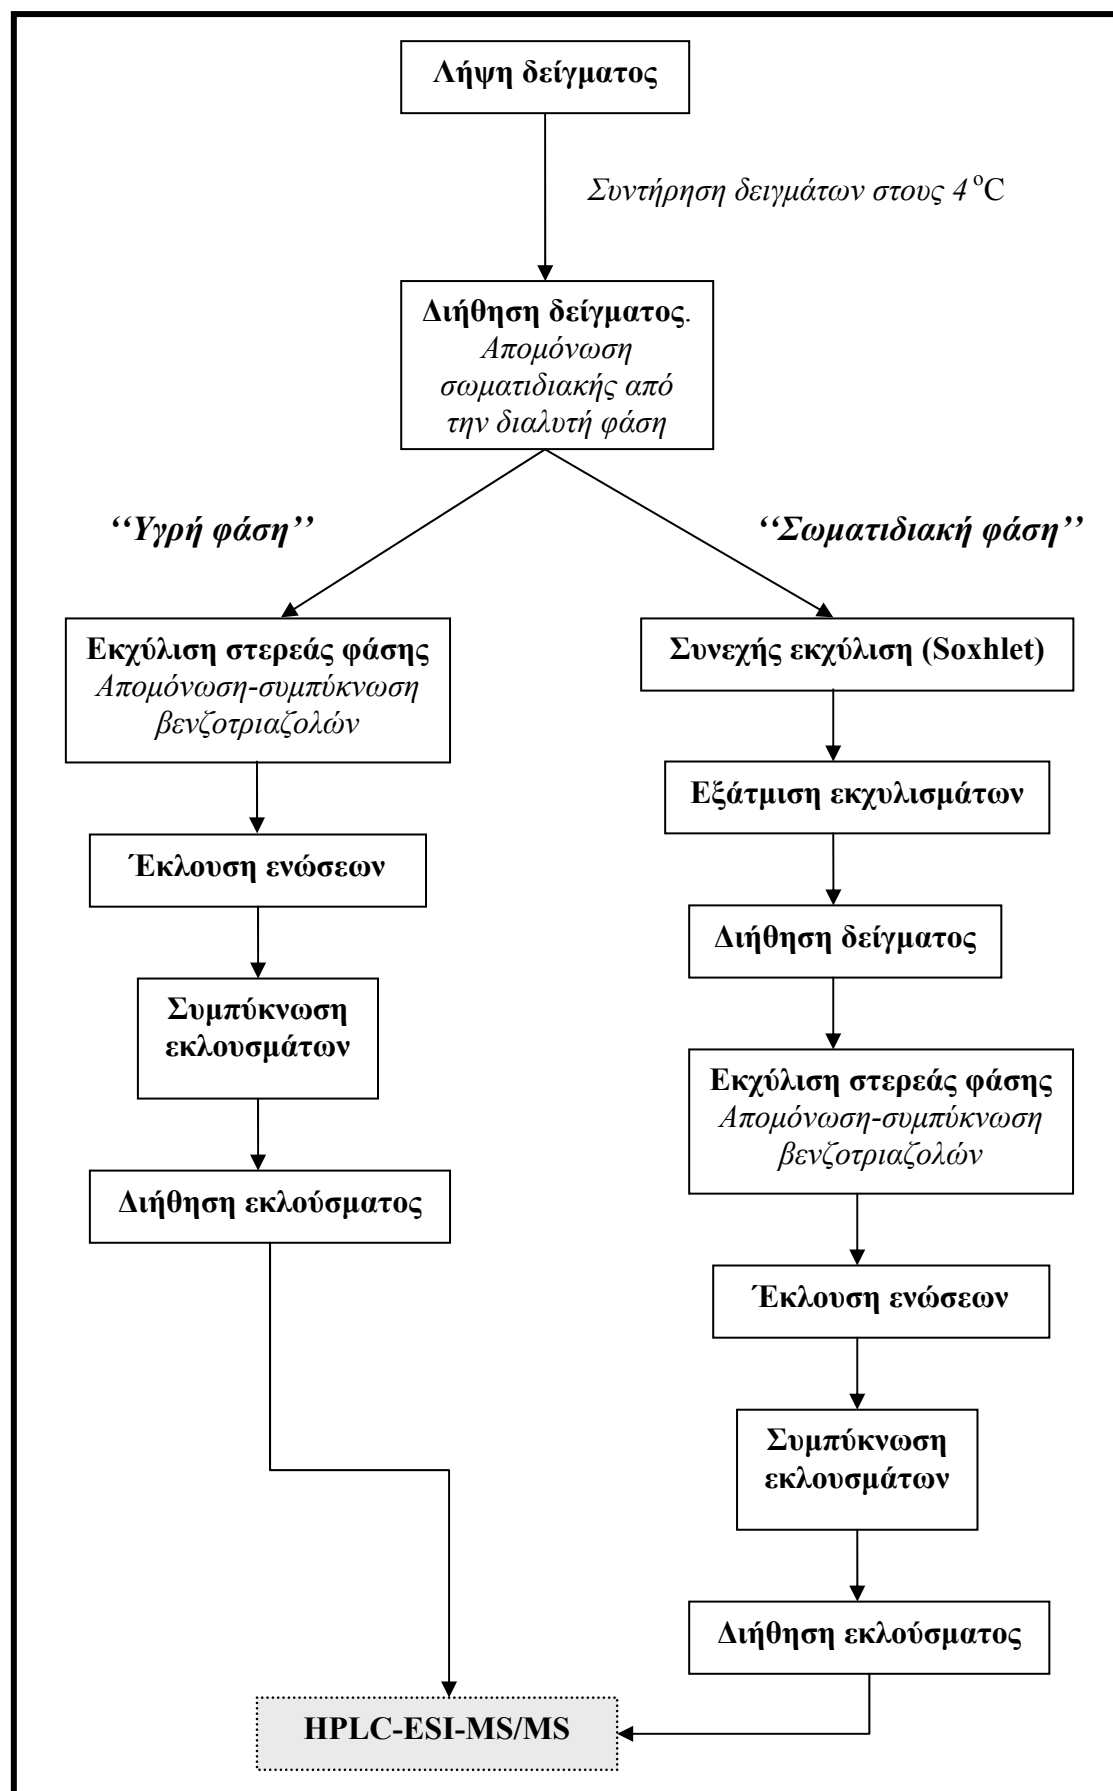 Λήψη δείγματος
Συντήρηση δειγμάτων στους 4 °C
Διήθηση δείγματος.
Απομόνωση
σωματιδιακής από
την διαλυτή φάση
‘‘Υγρή φάση’’
‘‘Σωματιδιακή φάση’’
Εκχύλιση στερεάς φάσης
Απομόνωση-συμπύκνωση
βενζοτριαζολών
Έκλουση ενώσεων
Συμπύκνωση
εκλουσμάτων
Διήθηση εκλούσματος
Συνεχής εκχύλιση (Soxhlet)
Εξάτμιση εκχυλισμάτων
Διήθηση δείγματος
Εκχύλιση στερεάς φάσης
Απομόνωση-συμπύκνωση
βενζοτριαζολών
Έκλουση ενώσεων
Συμπύκνωση
εκλουσμάτων
Διήθηση εκλούσματος
HPLC-ESI-MS/MS